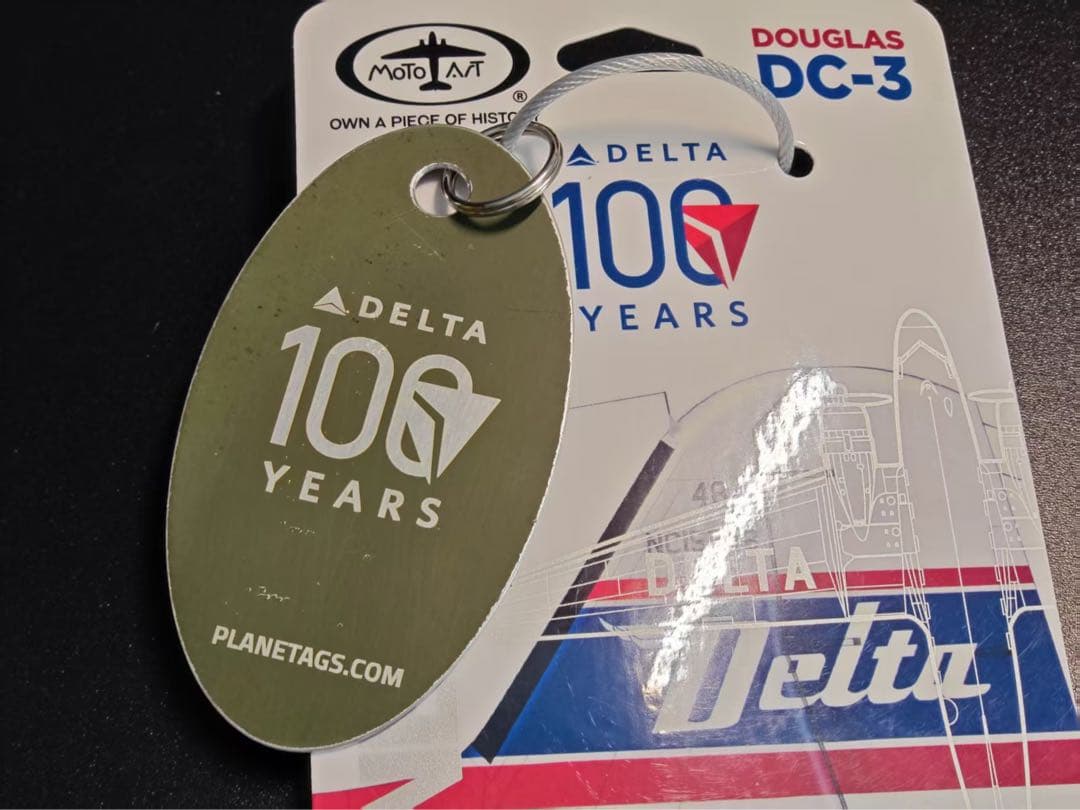 MOTO ART
®
OWN A PIECE OF HISTO
DOUGLAS
DC-3
DELTA
100
YEARS
DELTA
100
YEARS
PLANETAGS.COM
DELTA
Delta